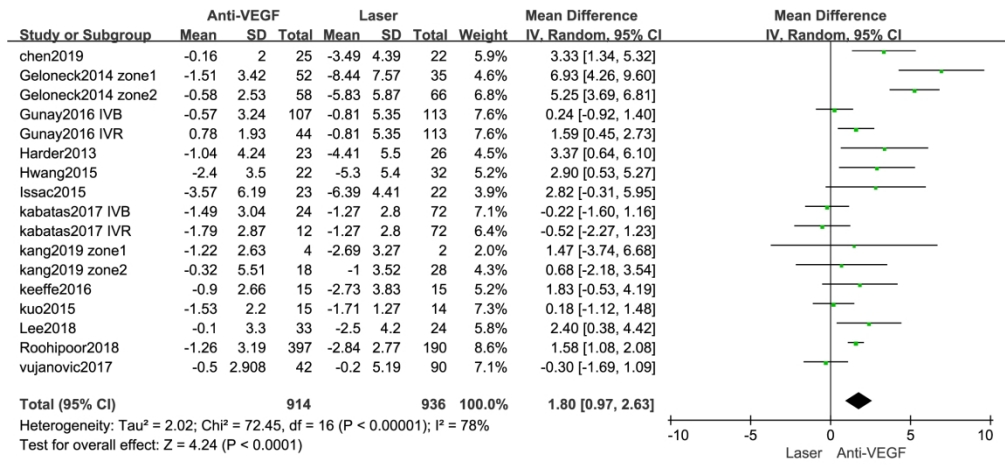 Anti-VEGF Laser Mean Difference Mean Difference
Study or Subgroup Mean SD Total Mean SD Total Weight IV, Random, 95% CI IV, Random, 95% CI
chen2019 -0.16 2 25 -3.49 4.39 22 5.9% 3.33 [1.34, 5.32]
Geloneck2014 zone1 -1.51 3.42 52 -8.44 7.57 35 4.6% 6.93 [4.26, 9.60]
Geloneck2014 zone2 -0.58 2.53 58 -5.83 5.87 66 6.8% 5.25 [3.69, 6.81]
Gunay2016 IVB -0.57 3.24 107 -0.81 5.35 113 7.6% 0.24 [-0.92, 1.40]
Gunay2016 IVR 0.78 1.93 44 -0.81 5.35 113 7.6% 1.59 [0.45, 2.73]
Harder2013 -1.04 4.24 23 -4.41 5.5 26 4.5% 3.37 [0.64, 6.10]
Hwang2015 -2.4 3.5 22 -5.3 5.4 32 5.2% 2.90 [0.53, 5.27]
Issac2015 -3.57 6.19 23 -6.39 4.41 22 3.9% 2.82 [-0.31, 5.95]
kabatas2017 IVB -1.49 3.04 24 -1.27 2.8 72 7.1% -0.22 [-1.60, 1.16]
kabatas2017 IVR -1.79 2.87 12 -1.27 2.8 72 6.4% -0.52 [-2.27, 1.23]
kang2019 zone1 -1.22 2.63 4 -2.69 3.27 2 2.0% 1.47 [-3.74, 6.68]
kang2019 zone2 -0.32 5.51 18 -1 3.52 28 4.3% 0.68 [-2.18, 3.54]
keeffe2016 -0.9 2.66 15 -2.73 3.83 15 5.2% 1.83 [-0.53, 4.19]
kuo2015 -1.53 2.2 15 -1.71 1.27 14 7.3% 0.18 [-1.12, 1.48]
Lee2018 -0.1 3.3 33 -2.5 4.2 24 5.8% 2.40 [0.38, 4.42]
Roohipoor2018 -1.26 3.19 397 -2.84 2.77 190 8.6% 1.58 [1.08, 2.08]
vujanovic2017 -0.5 2.908 42 -0.2 5.19 90 7.1% -0.30 [-1.69, 1.09]
Total (95% CI) 914 936 100.0% 1.80 [0.97, 2.63]
Heterogeneity: Tau² = 2.02; Chi² = 72.45, df = 16 (P < 0.00001); I² = 78%
Test for overall effect: Z = 4.24 (P < 0.0001)
-10 -5 0 5 10
Laser Anti-VEGF